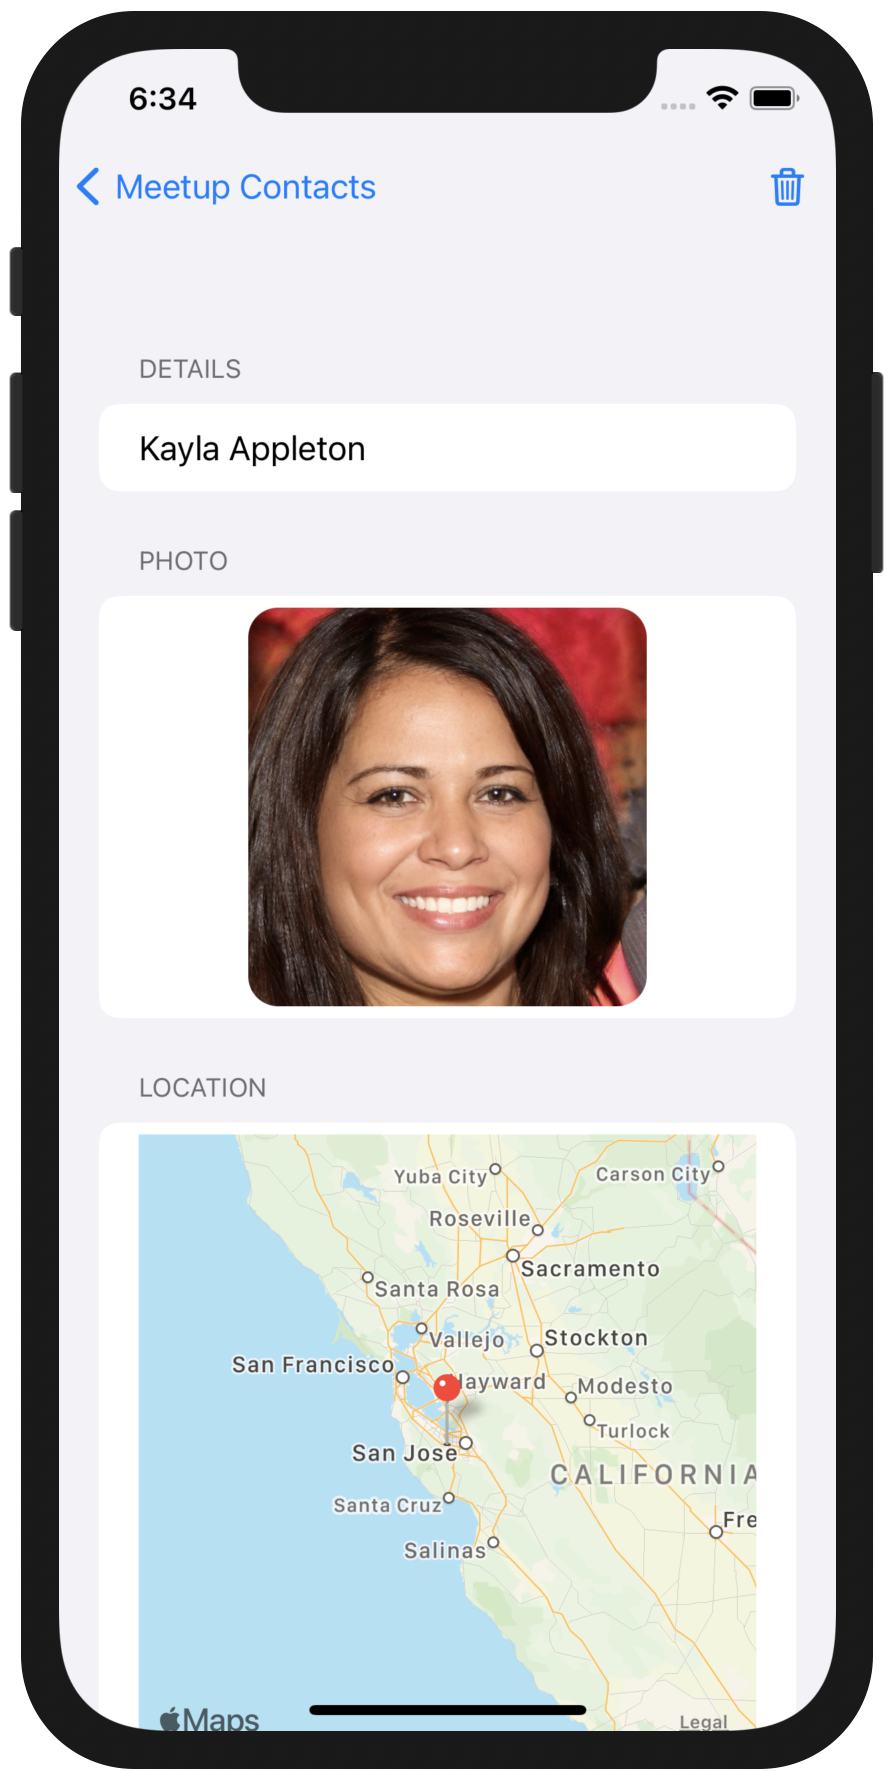 6:34
Meetup Contacts
DETAILS
Kayla Appleton
PHOTO
LOCATION
Yuba City
Carson City
Roseville
Sacramento
Santa Rosa
Vallejo
Stockton
San Francisco
Hayward
Modesto
Turlock
San Jose
CALIFORNIA
Santa Cruz
Fre
Salinas
Maps
Legal